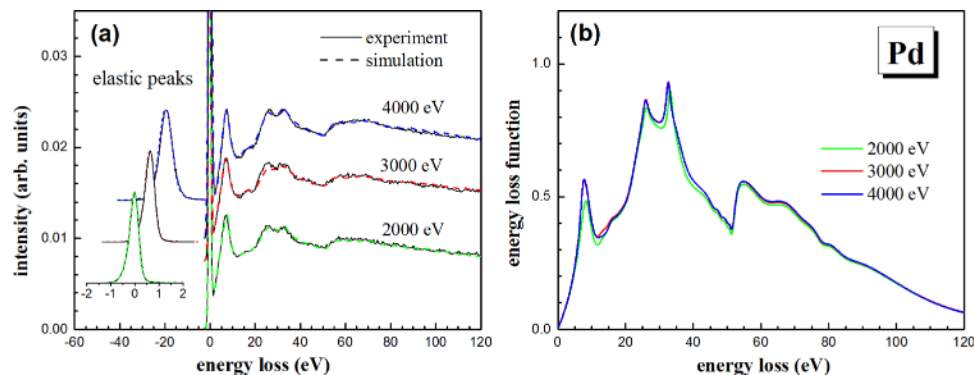 (a)
experiment
simulation
elastic peaks
4000 eV
3000 eV
2000 eV
0.03
0.02
0.01
0.00
intensity (arb. units)
-2 -1 0 1 2
-60 -40 -20 0 20 40 60 80 100 120
energy loss (eV)
(b)
Pd
2000 eV
3000 eV
4000 eV
1.0
0.5
0.0
energy loss function
0 20 40 60 80 100 120
energy loss (eV)